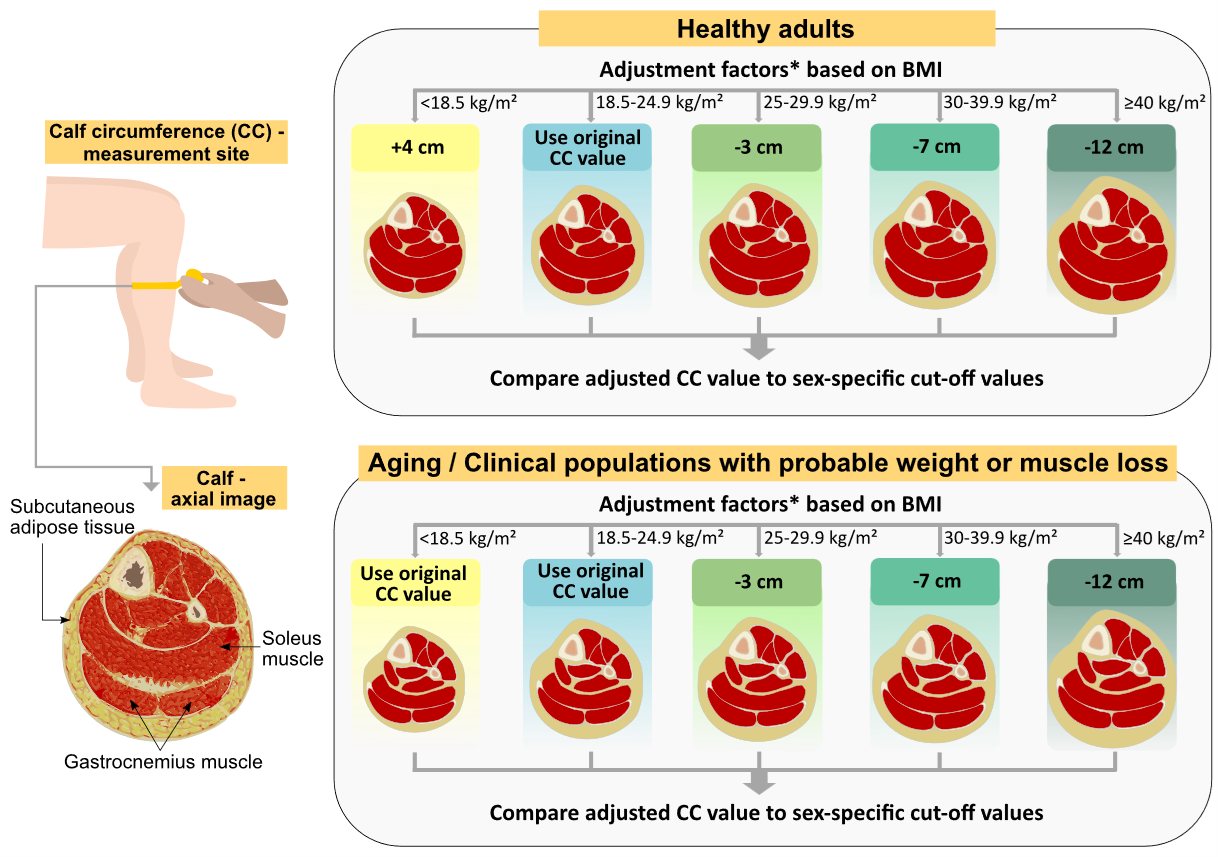 Calf circumference (CC) -
measurement site
Calf -
axial image
Subcutaneous
adipose tissue
Soleus
muscle
Gastrocnemius muscle
Healthy adults
Adjustment factors* based on BMI
<18.5 kg/m²
18.5-24.9 kg/m²
25-29.9 kg/m²
30-39.9 kg/m²
≥40 kg/m²
+4 cm
Use original
CC value
-3 cm
-7 cm
-12 cm
Compare adjusted CC value to sex-specific cut-off values
Aging / Clinical populations with probable weight or muscle loss
Adjustment factors* based on BMI
<18.5 kg/m²
18.5-24.9 kg/m²
25-29.9 kg/m²
30-39.9 kg/m²
≥40 kg/m²
Use original
CC value
Use original
CC value
-3 cm
-7 cm
-12 cm
Compare adjusted CC value to sex-specific cut-off values